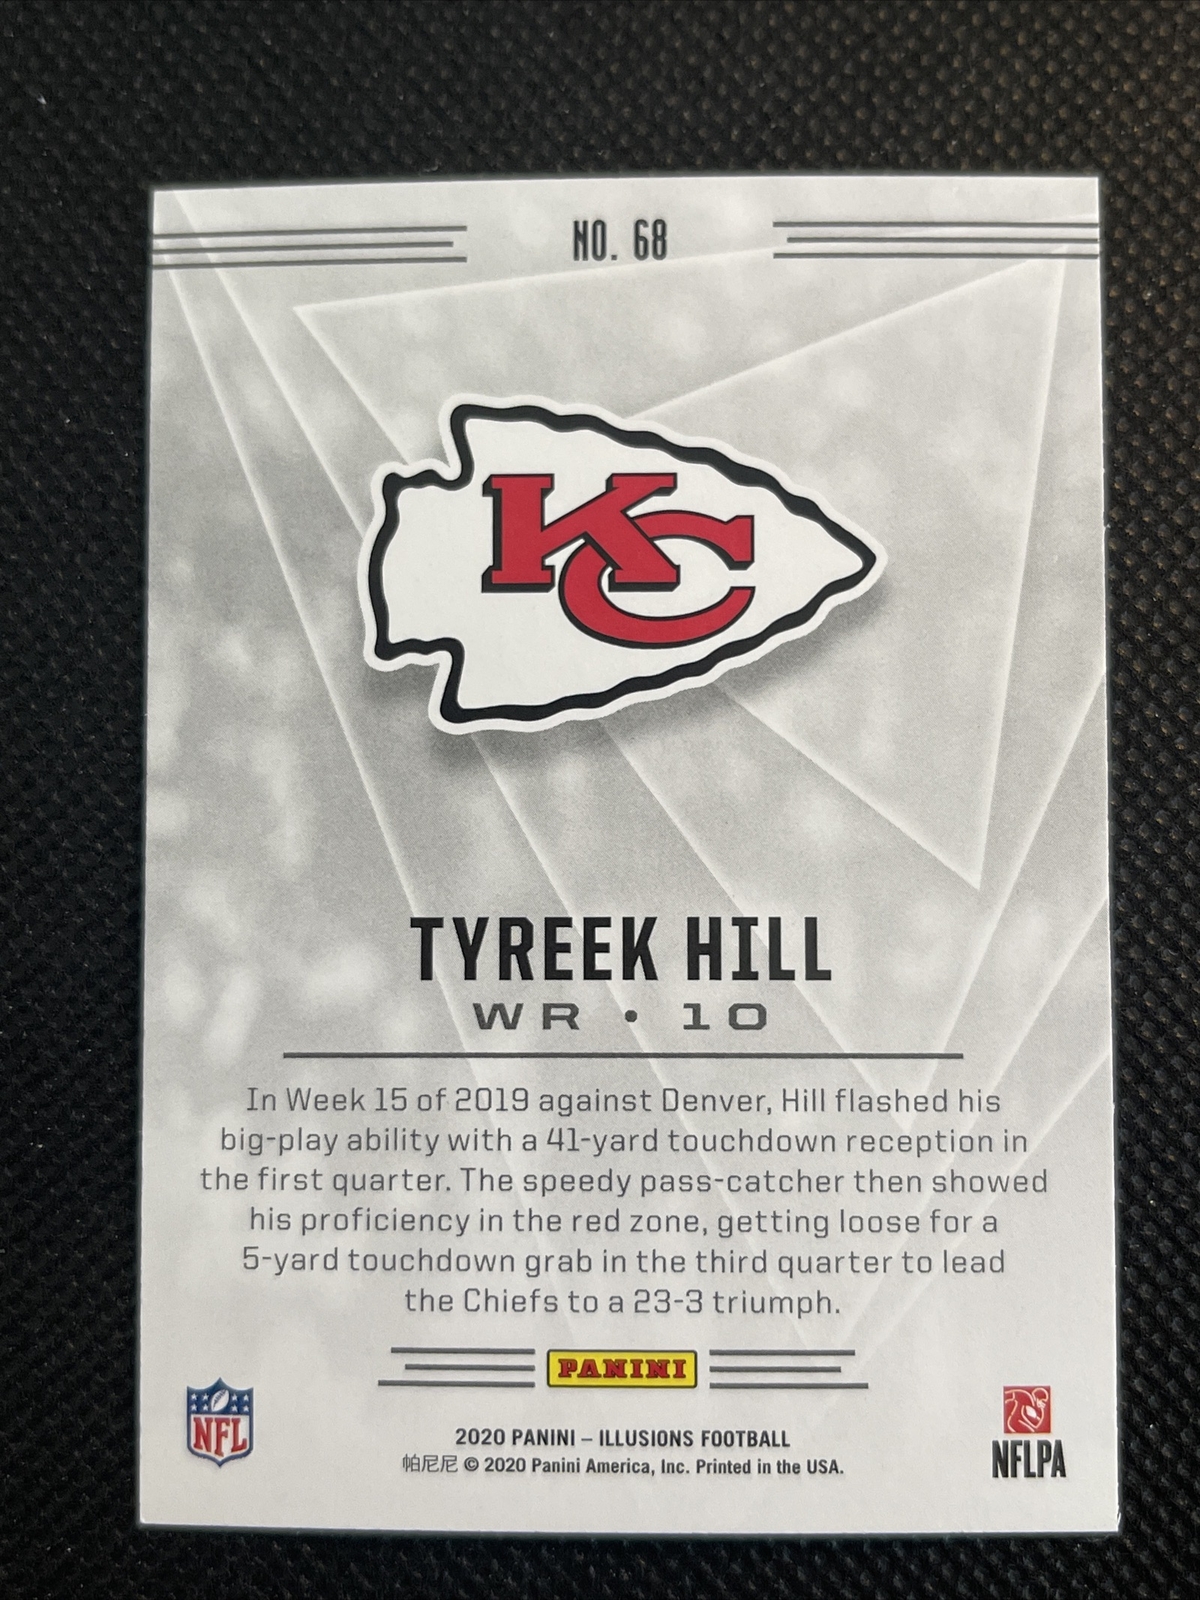 NO. 68
KC
TYREEK HILL
WR • 10
In Week 15 of 2019 against Denver, Hill flashed his
big-play ability with a 41-yard touchdown reception in
the first quarter. The speedy pass-catcher then showed
his proficiency in the red zone, getting loose for a
5-yard touchdown grab in the third quarter to lead
the Chiefs to a 23-3 triumph.
PANINI
NFL
2020 PANINI – ILLUSIONS FOOTBALL
帕尼尼 © 2020 Panini America, Inc. Printed in the USA.
NFLPA